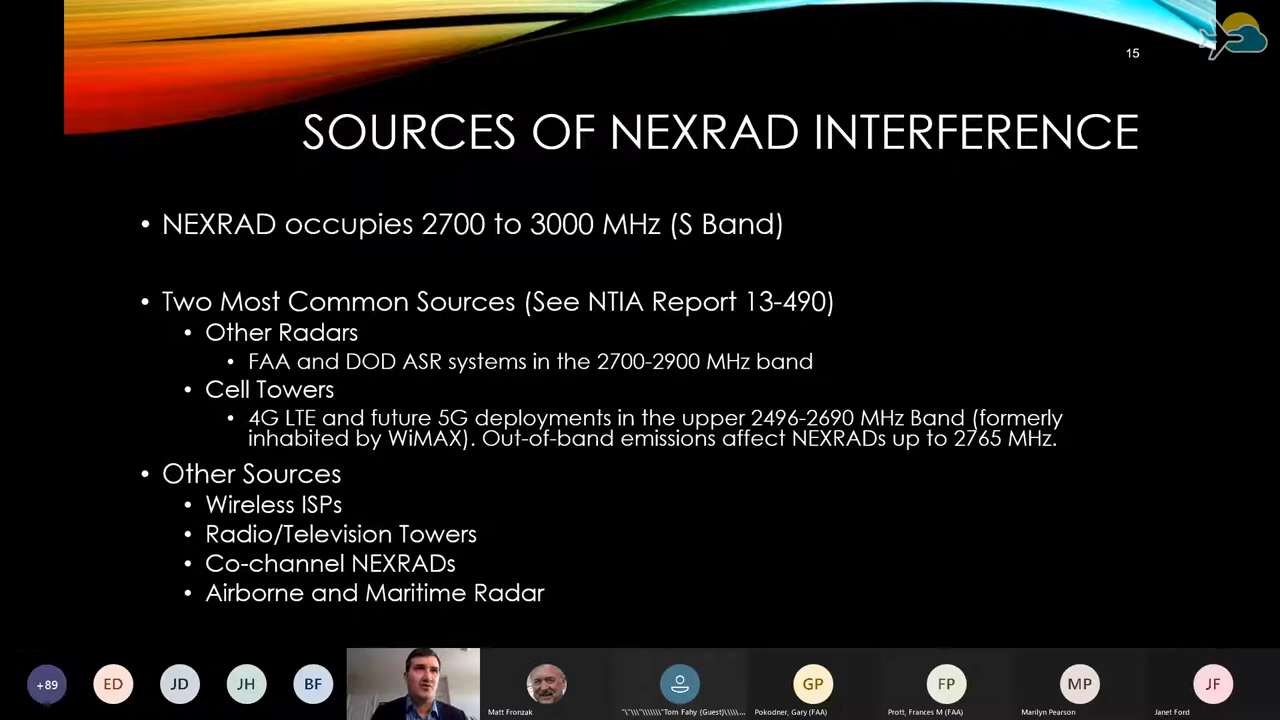 15
SOURCES OF NEXRAD INTERFERENCE
• NEXRAD occupies 2700 to 3000 MHz (S Band)
• Two Most Common Sources (See NTIA Report 13-490)
• Other Radars
• FAA and DOD ASR systems in the 2700-2900 MHz band
• Cell Towers
• 4G LTE and future 5G deployments in the upper 2496-2690 MHz Band (formerly
inhabited by WiMAX). Out-of-band emissions affect NEXRADs up to 2765 MHz.
• Other Sources
• Wireless ISPs
• Radio/Television Towers
• Co-channel NEXRADs
• Airborne and Maritime Radar
+89 ED JD JH BF GP FP MP JF
Matt Fronzak "\"\\\"\\\\\\\"Tom Fahy (Guest)\\\\\... Pokodner, Gary (FAA) Prott, Frances M (FAA) Marilyn Pearson Janet Ford